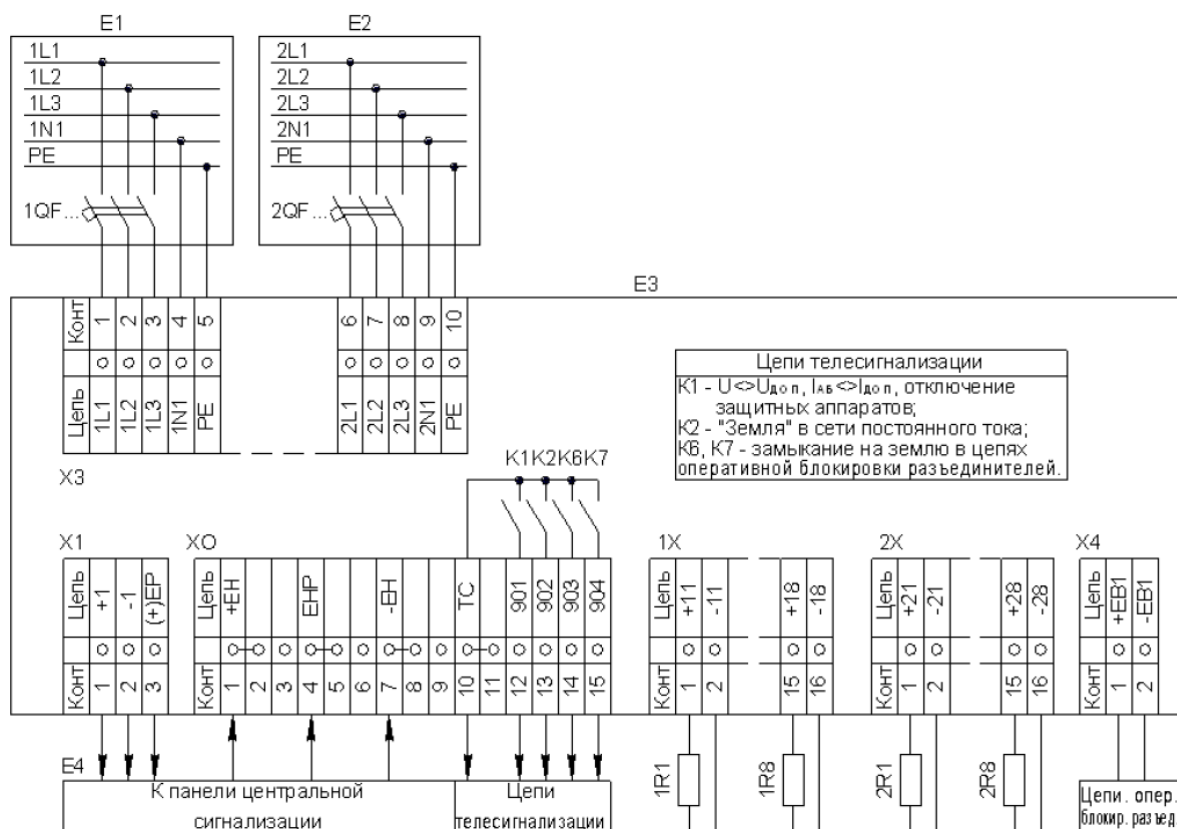 E1
E2
1L1
1L2
1L3
1N1
PE
1QF...
2L1
2L2
2L3
2N1
PE
2QF...
E3
Конт 1 2 3 4 5
Цепь 1L1 1L2 1L3 1N1 PE
6 7 8 9 10
2L1 2L2 2L3 2N1 PE
X3
Цепи телесигнализации
K1 - U<>Uдоп, IАБ<>Iдоп, отключение
защитных аппаратов;
K2 - "Земля" в сети постоянного тока;
K6, K7 - замыкание на землю в цепях
оперативной блокировки разъединителей.
K1 K2 K6 K7
X1
Цепь +1 -1 (+)EP
Конт 1 2 3
XO
Цепь +EH EHP -EH TC 901 902 903 904
Конт 1 2 3 4 5 6 7 8 9 10 11 12 13 14 15
1X
Цепь +11 -11 +18 -18
Конт 1 2 15 16
2X
Цепь +21 -21 +28 -28
Конт 1 2 15 16
X4
Цепь +EB1 -EB1
Конт 1 2
E4
К панели центральной
сигнализации
Цепи
телесигнализации
1R1
1R8
2R1
2R8
Цепи. опер.
блокир. разъед.